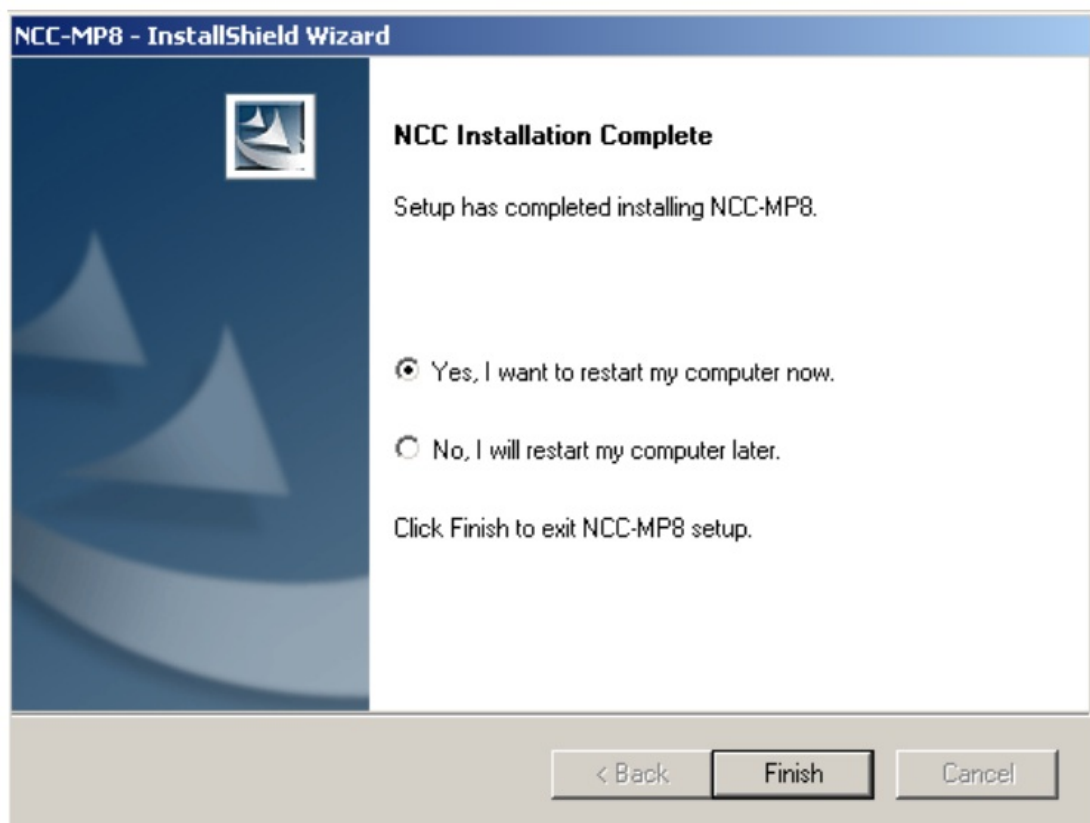 NCC-MP8 - InstallShield Wizard
NCC Installation Complete
Setup has completed installing NCC-MP8.
Yes, I want to restart my computer now.
No, I will restart my computer later.
Click Finish to exit NCC-MP8 setup.
< Back
Finish
Cancel